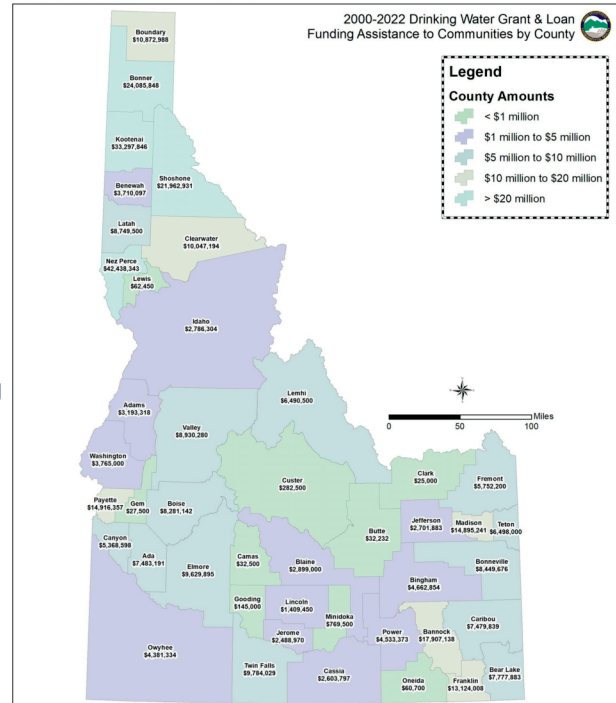 2000-2022 Drinking Water Grant & Loan
Funding Assistance to Communities by County
Legend
County Amounts
< $1 million
$1 million to $5 million
$5 million to $10 million
$10 million to $20 million
> $20 million
Boundary
$10,872,988
Bonner
$24,085,848
Kootenai
$33,297,846
Shoshone
$21,962,931
Benewah
$3,710,097
Latah
$8,749,500
Clearwater
$10,047,194
Nez Perce
$42,438,343
Lewis
$62,450
Idaho
$2,786,304
Lemhi
$6,490,500
0 50 100 Miles
Adams
$3,193,318
Valley
$8,930,280
Washington
$3,765,000
Custer
$282,500
Clark
$25,000
Fremont
$5,752,200
Payette
$14,916,357
Gem
$27,500
Boise
$8,281,142
Butte
$32,232
Jefferson
$2,701,883
Madison
$14,895,241
Teton
$6,498,000
Canyon
$5,368,598
Ada
$7,483,191
Elmore
$9,629,895
Camas
$32,500
Blaine
$2,899,000
Bonneville
$8,449,676
Bingham
$4,662,854
Gooding
$145,000
Lincoln
$1,409,450
Minidoka
$769,500
Jerome
$2,488,970
Power
$4,533,373
Bannock
$17,907,138
Caribou
$7,479,839
Owyhee
$4,381,334
Twin Falls
$9,784,029
Cassia
$2,603,797
Oneida
$60,700
Franklin
$13,124,008
Bear Lake
$7,777,883